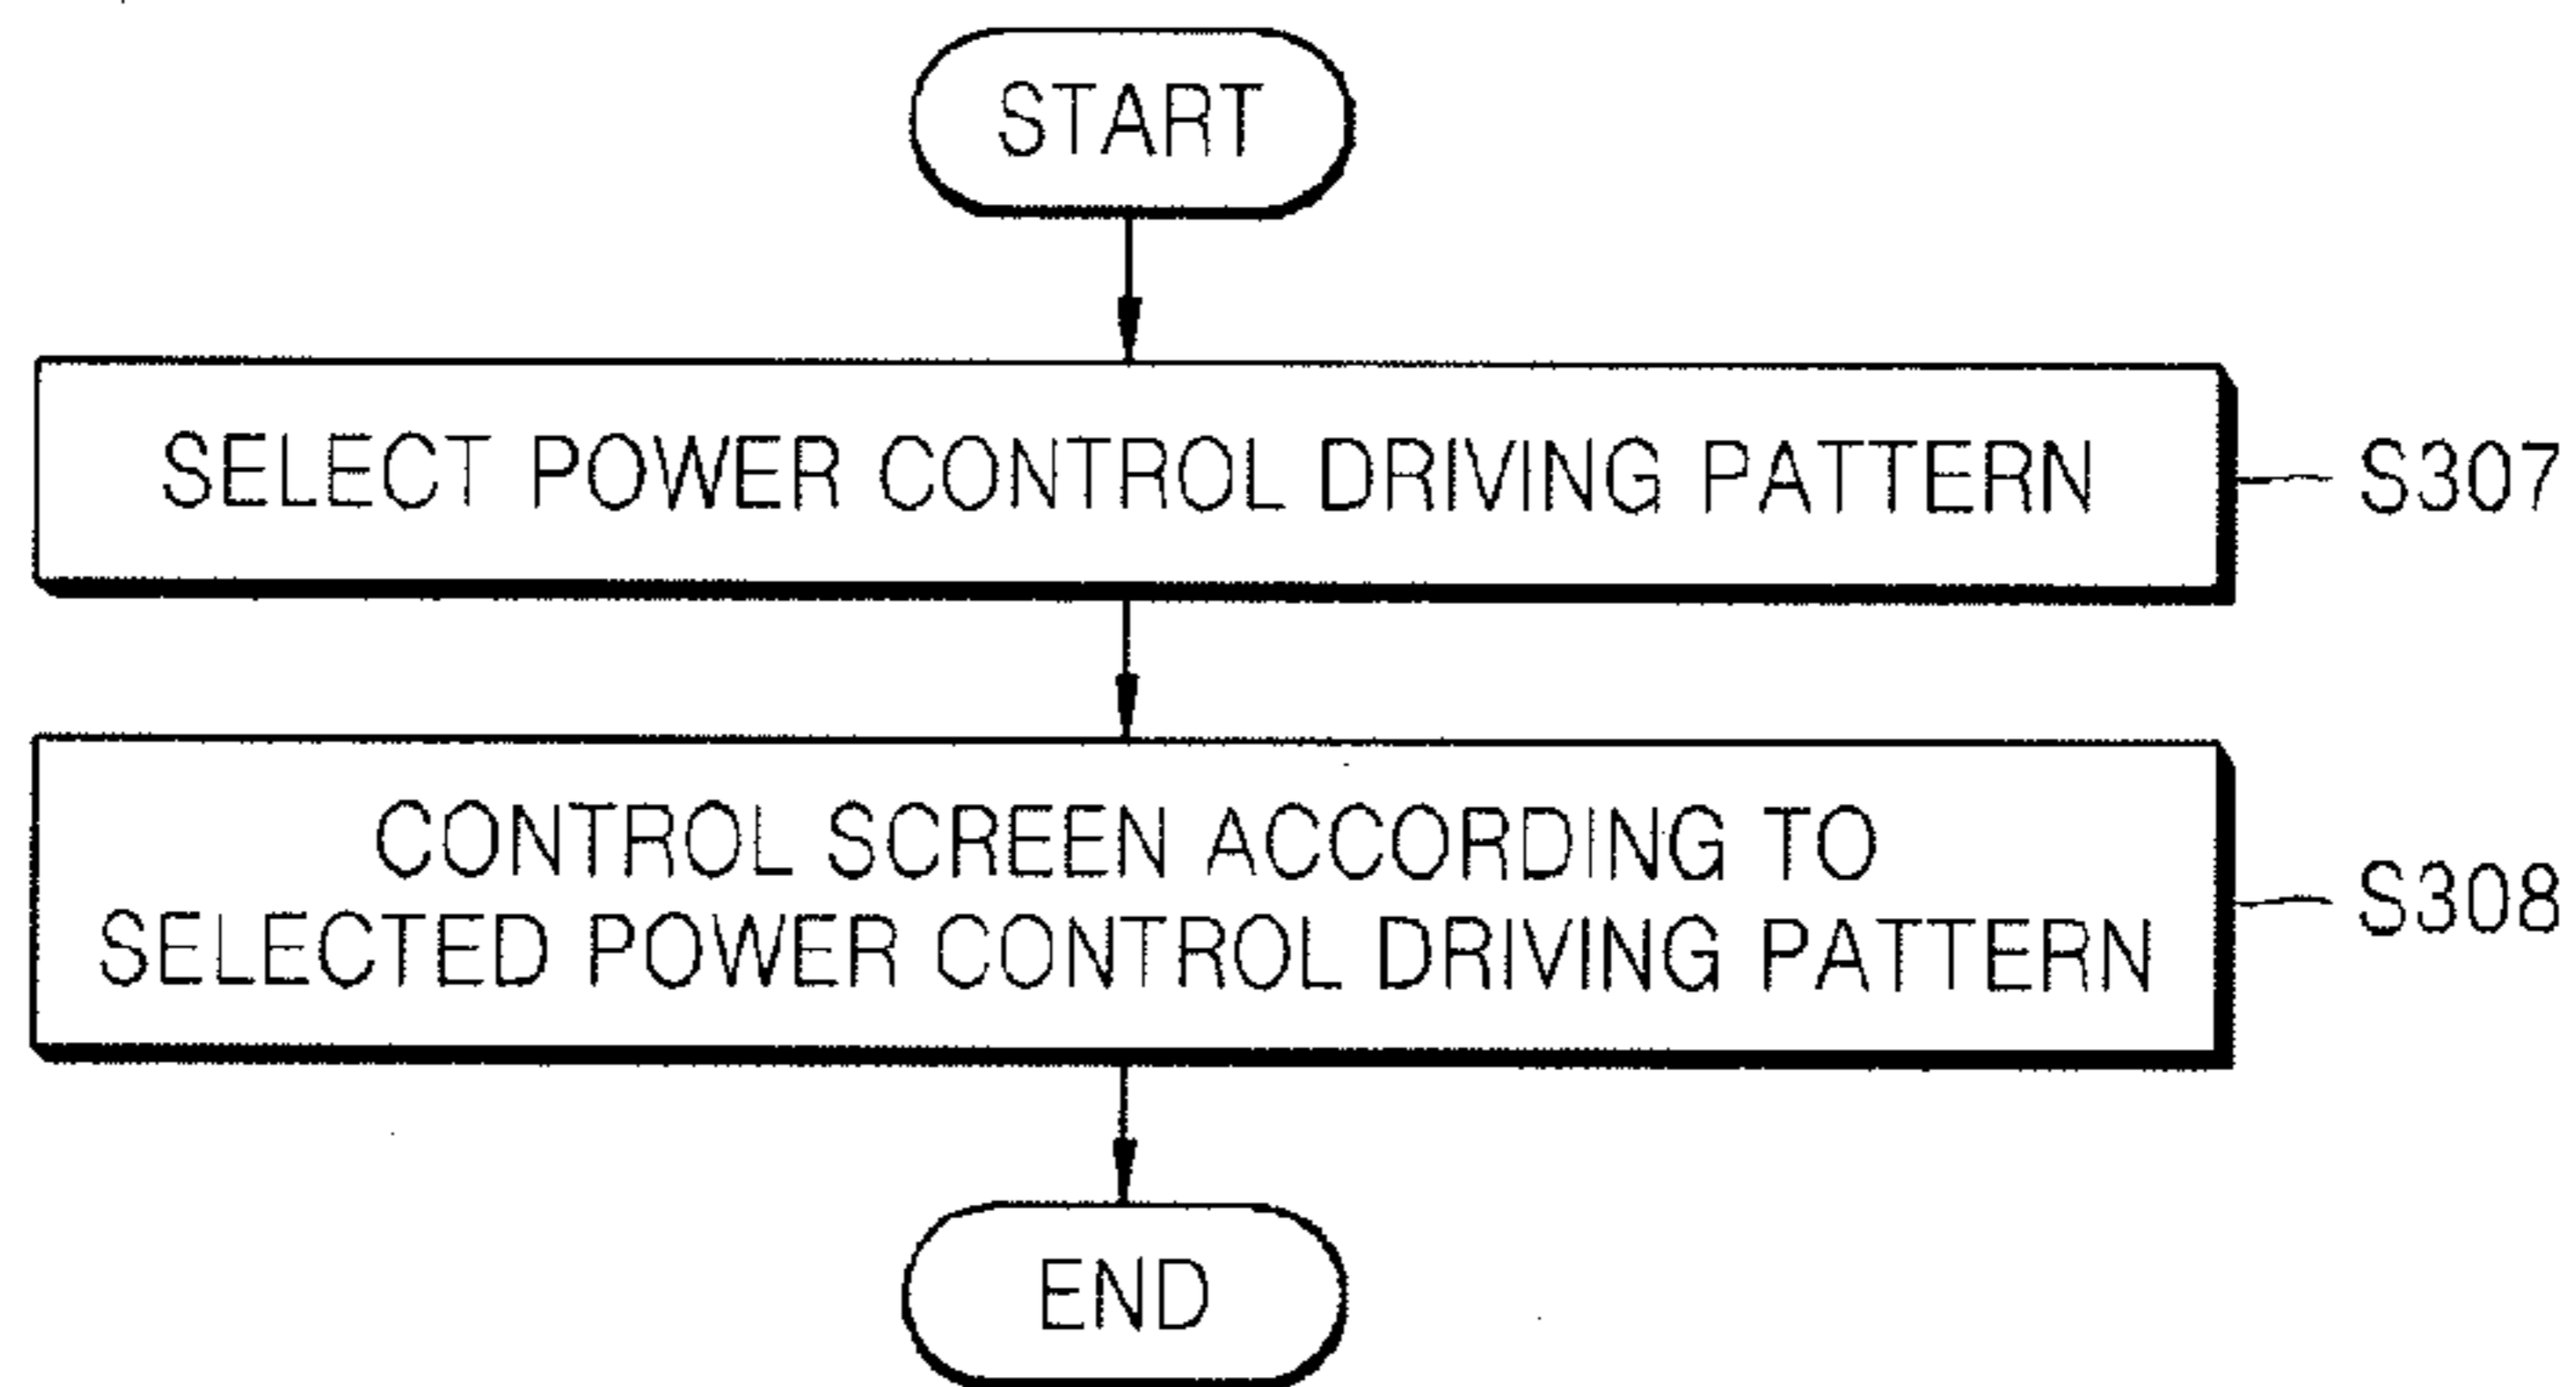 START
SELECT POWER CONTROL DRIVING PATTERN
S307
CONTROL SCREEN ACCORDING TO
SELECTED POWER CONTROL DRIVING PATTERN
S308
END